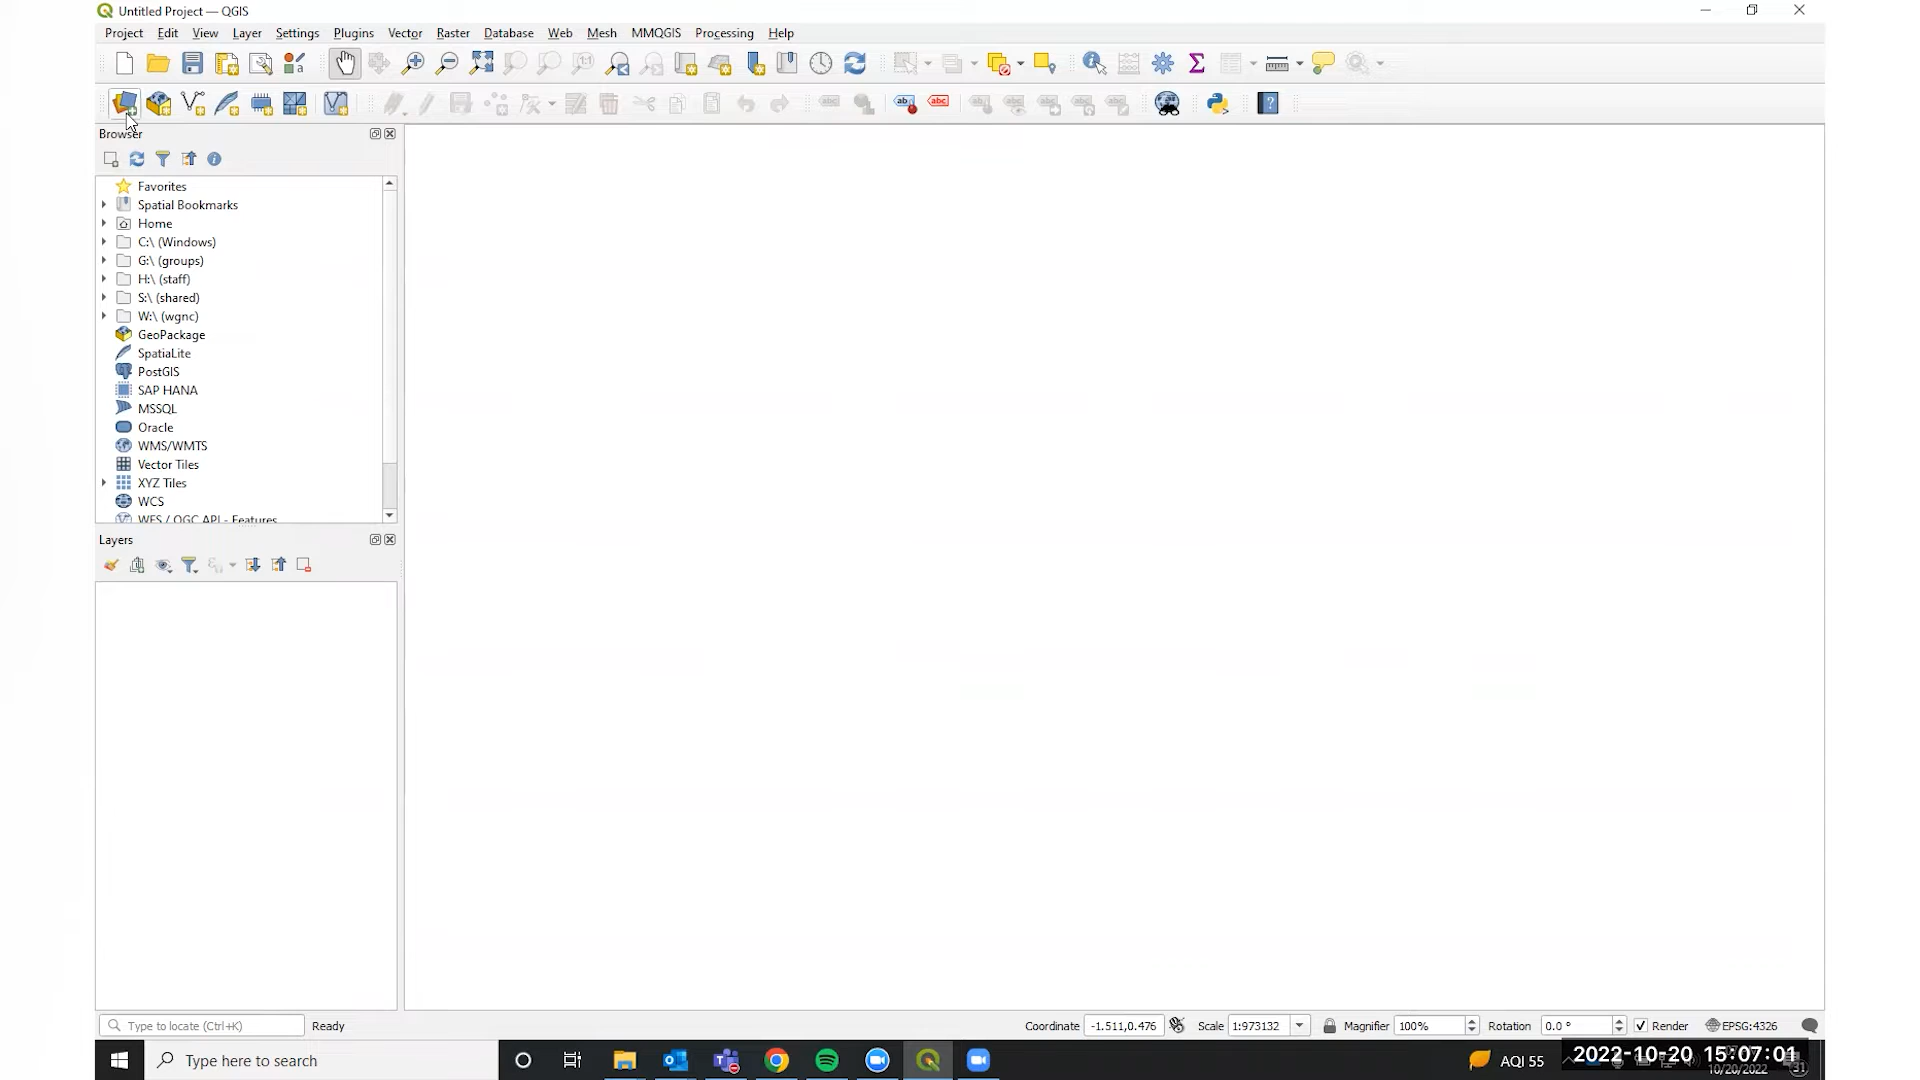 Untitled Project — QGIS
Project Edit View Layer Settings Plugins Vector Raster Database Web Mesh MMQGIS Processing Help
Browser
Favorites
Spatial Bookmarks
Home
C:\ (Windows)
G:\ (groups)
H:\ (staff)
S:\ (shared)
W:\ (wgnc)
GeoPackage
SpatiaLite
PostGIS
SAP HANA
MSSQL
Oracle
WMS/WMTS
Vector Tiles
XYZ Tiles
WCS
WFS / OGC API - Features
Layers
Type to locate (Ctrl+K) Ready Coordinate -1.511,0.476 Scale 1:973132 Magnifier 100% Rotation 0.0 ° Render EPSG:4326
Type here to search AQI 55 2022-10-20 15:07:01
10/20/2022